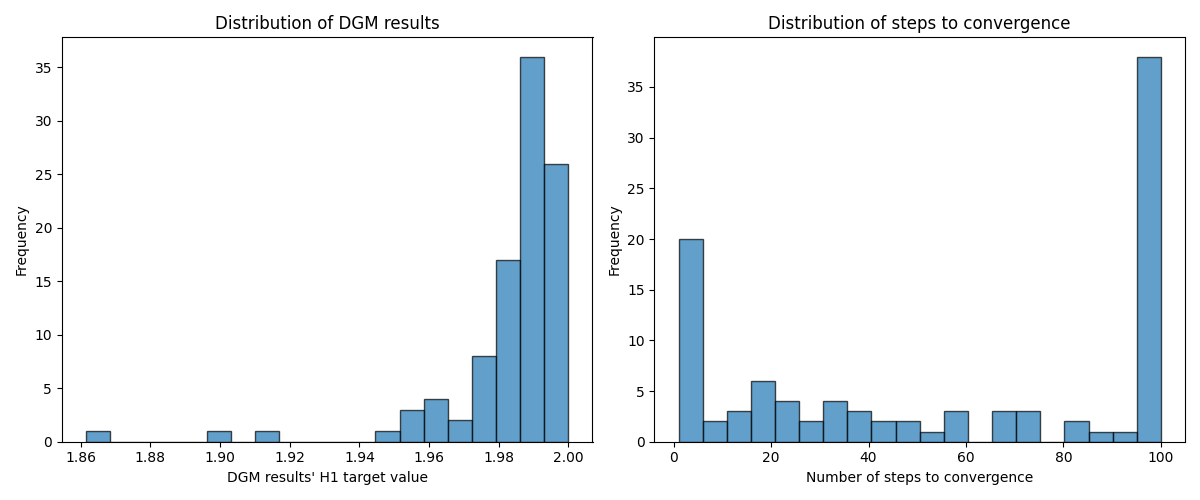 Distribution of DGM results
Frequency
35
30
25
20
15
10
5
0
1.86 1.88 1.90 1.92 1.94 1.96 1.98 2.00
DGM results' H1 target value
Distribution of steps to convergence
Frequency
35
30
25
20
15
10
5
0
0 20 40 60 80 100
Number of steps to convergence